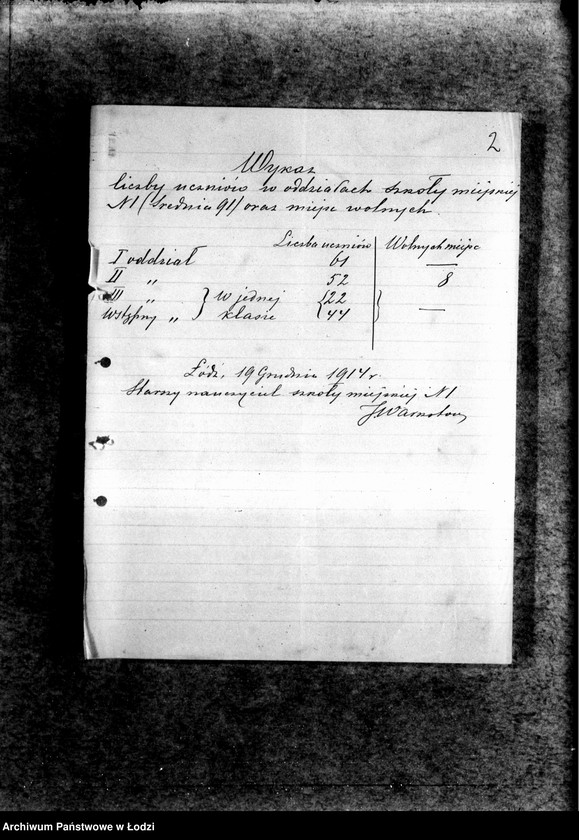 2
Wykaz
liczby uczniów w oddziałach szkoły miejskiej
N1 (Średnia 91) oraz miejsc wolnych.
Liczba uczniów Wolnych miejsc
I oddział 61 —
II „ 52 8
III „ } w jednej { 22 }
Wstępny „ } klasie { 44 } —
Łódź, 19 Grudnia 1914 r.
Starszy nauczyciel szkoły miejskiej N1
Archiwum Państwowe w Łodzi